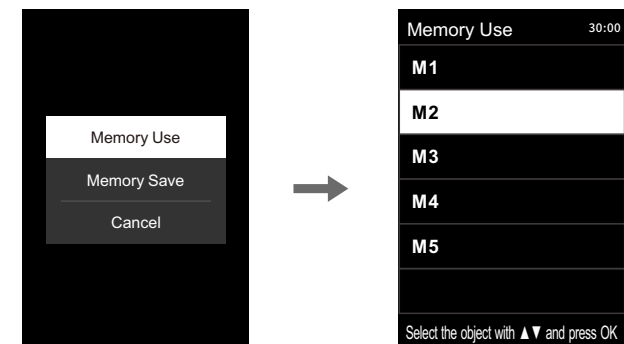 Memory Use
Memory Save
Cancel
Memory Use 30:00
M1
M2
M3
M4
M5
Select the object with ▲▼ and press OK